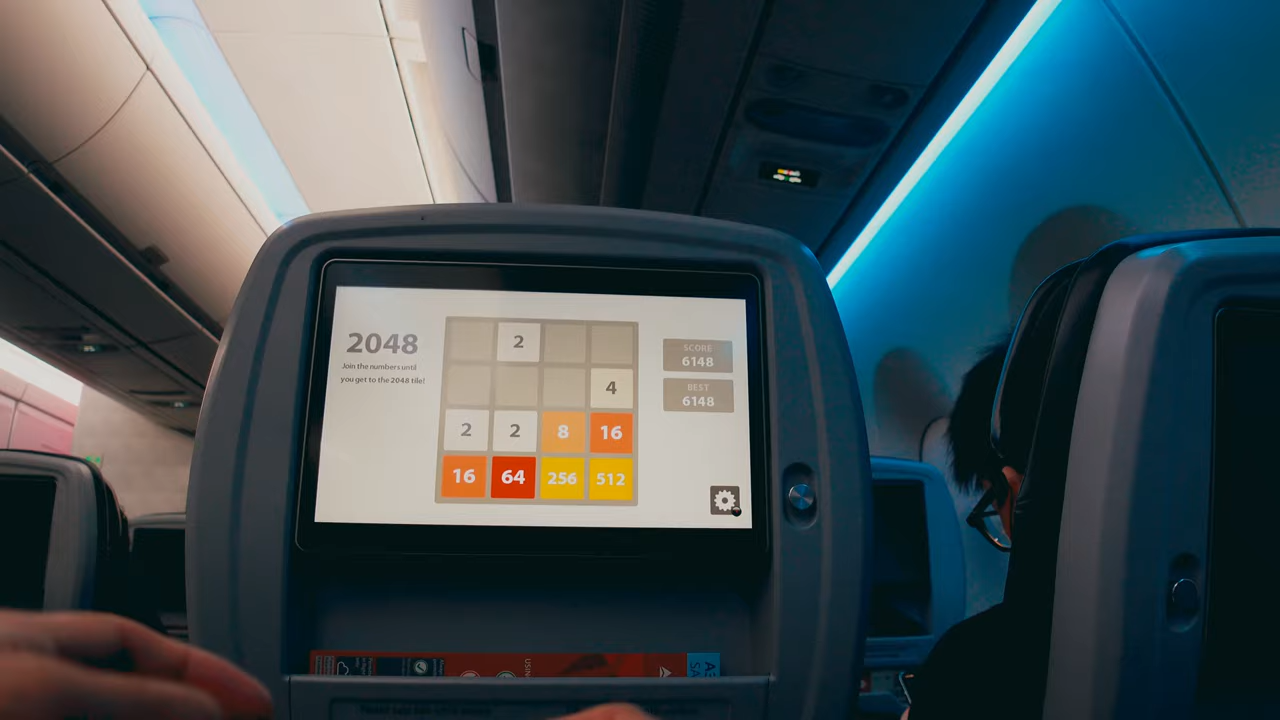 2048
Join the numbers until
you get to the 2048 tile!
2
4
2 2 8 16
16 64 256 512
SCORE
6148
BEST
6148
USIN